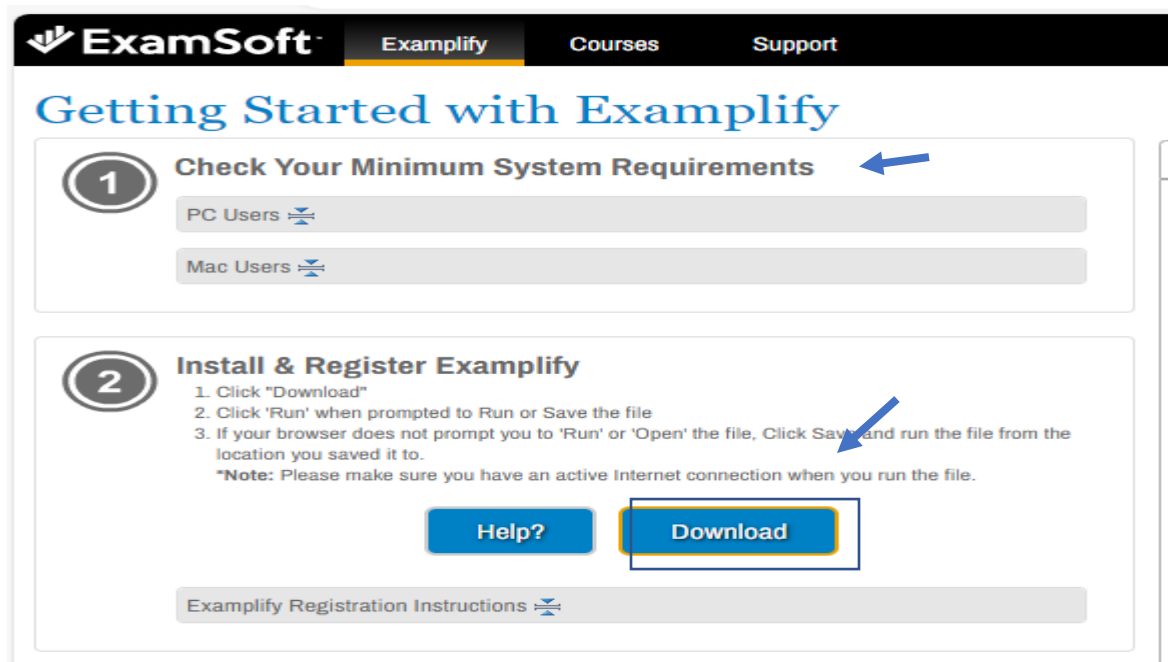 ExamSoft Examplify Courses Support
Getting Started with Examplify
1 Check Your Minimum System Requirements
PC Users
Mac Users
2 Install & Register Examplify
1. Click "Download"
2. Click 'Run' when prompted to Run or Save the file
3. If your browser does not prompt you to 'Run' or 'Open' the file, Click Save and run the file from the
location you saved it to.
*Note: Please make sure you have an active Internet connection when you run the file.
Help? Download
Examplify Registration Instructions